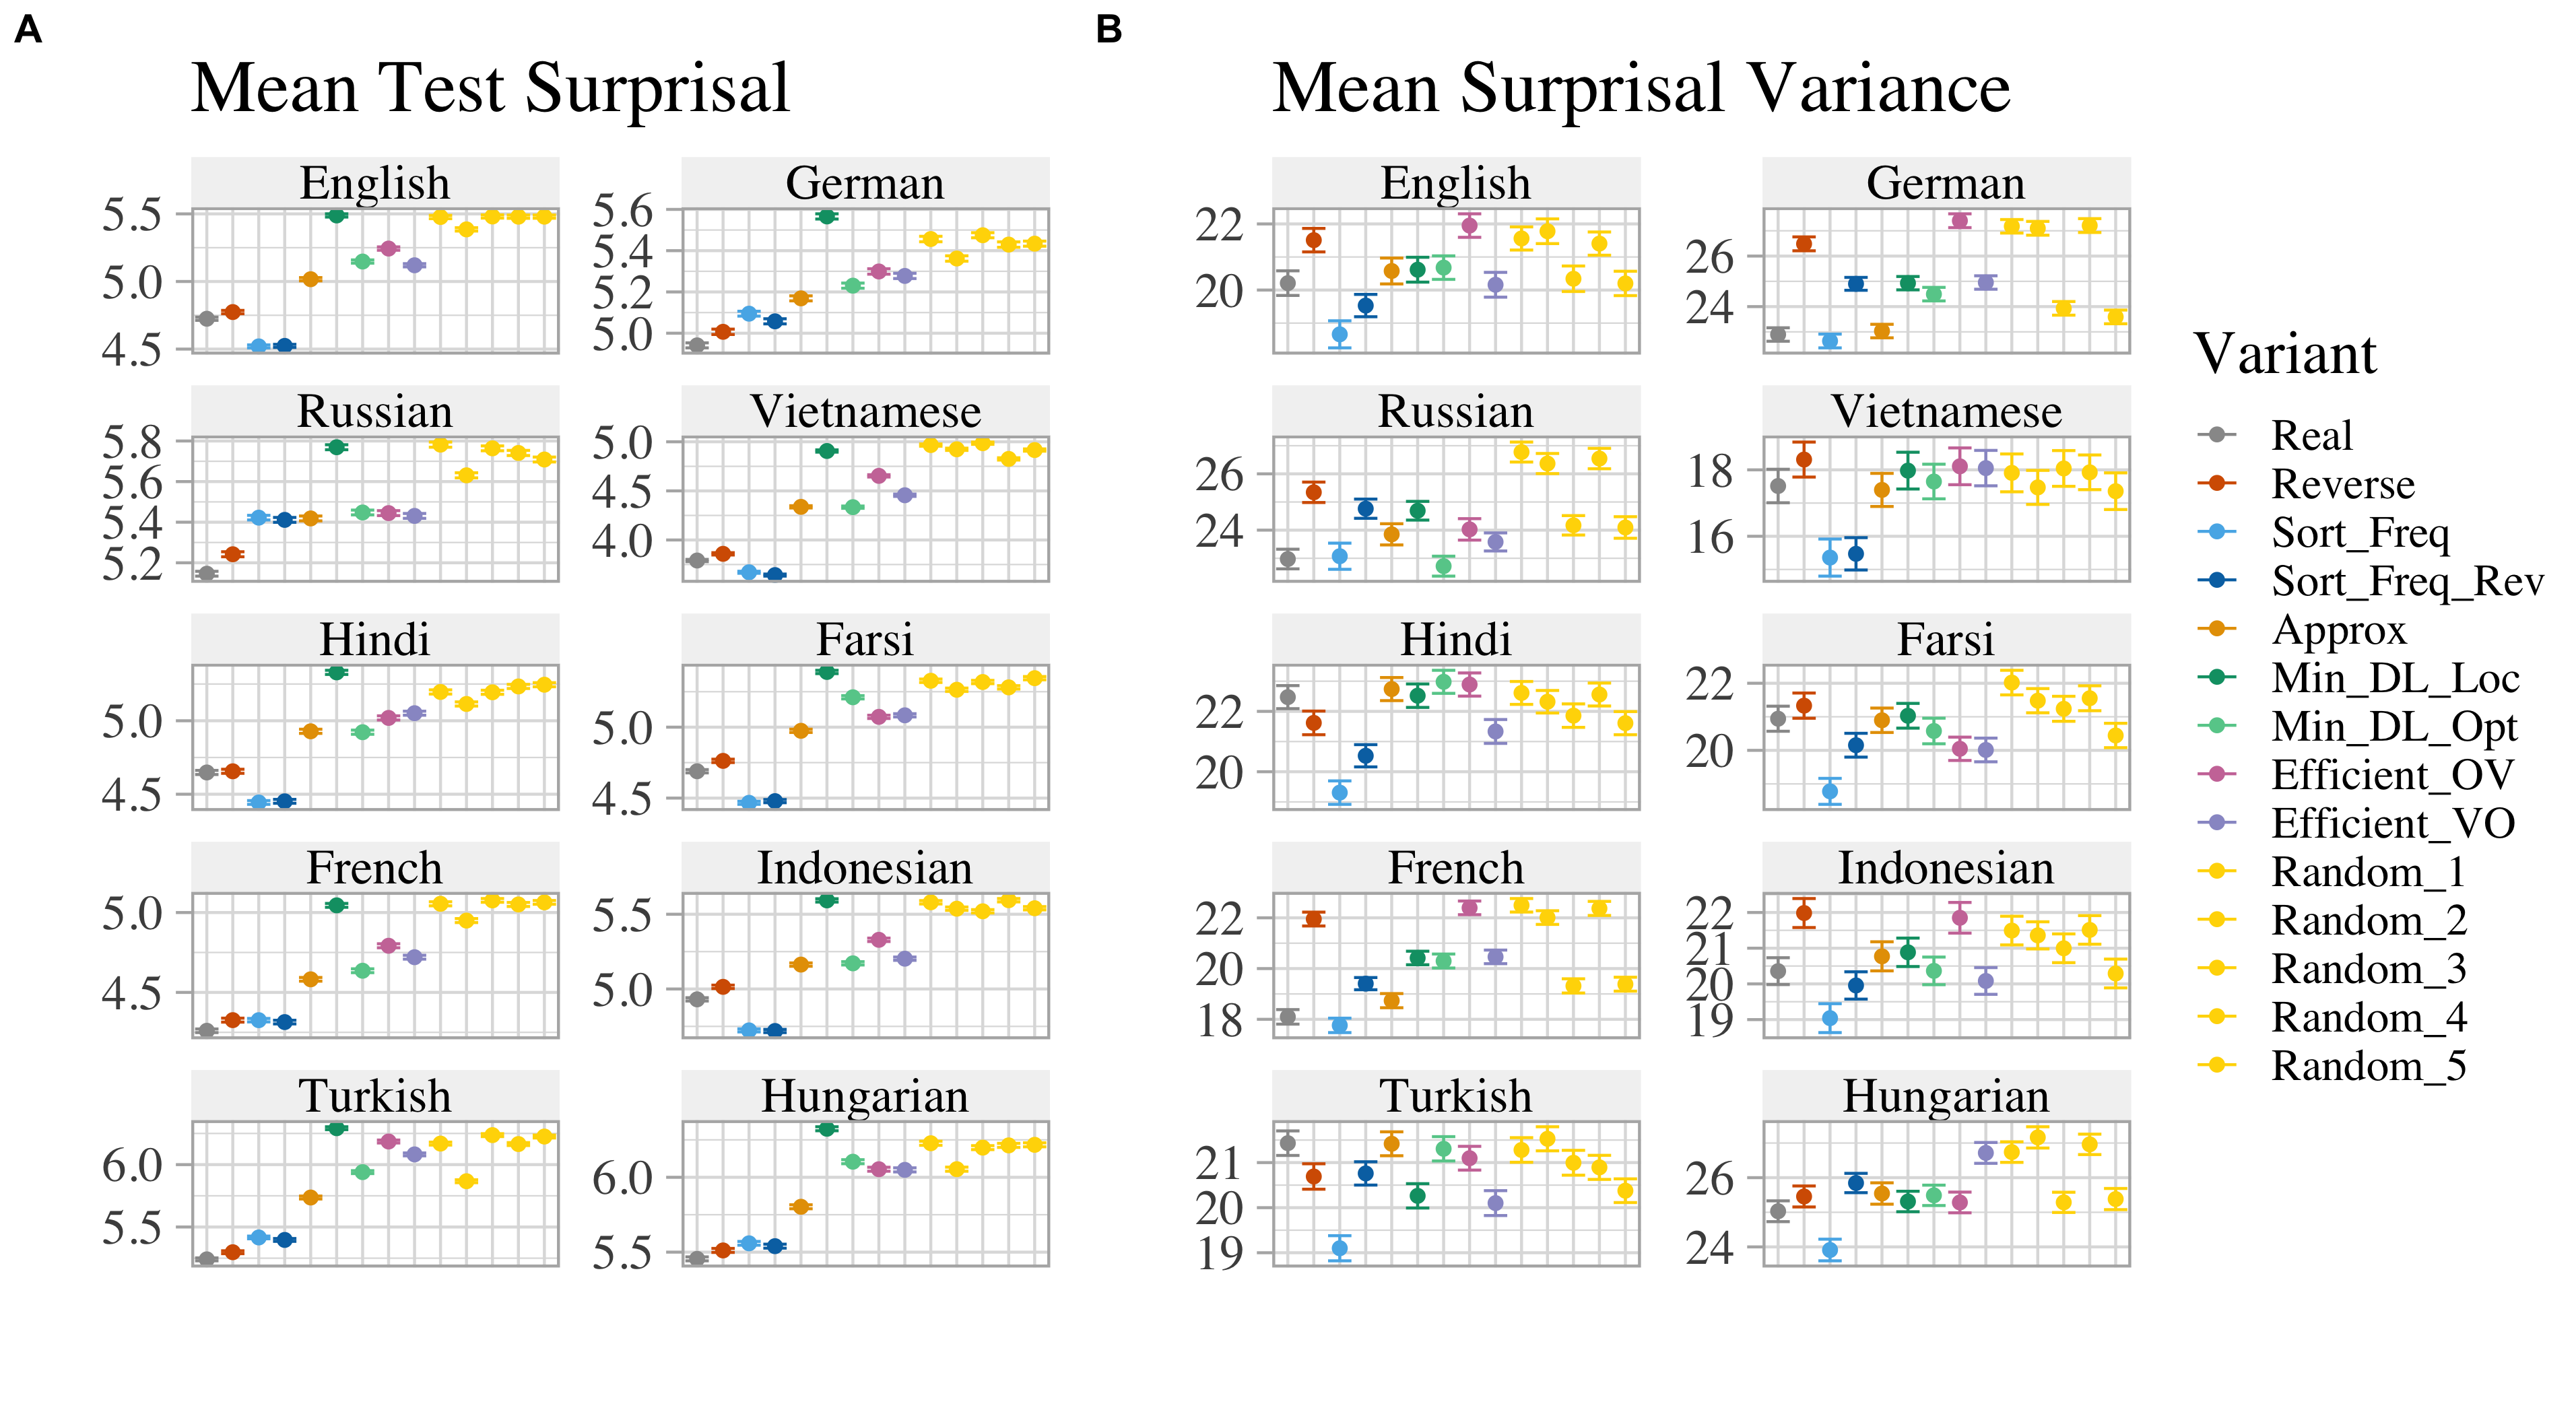 A
Mean Test Surprisal
English
5.5
5.0
4.5
German
5.6
5.4
5.2
5.0
Russian
5.8
5.6
5.4
5.2
Vietnamese
5.0
4.5
4.0
Hindi
5.0
4.5
Farsi
5.0
4.5
French
5.0
4.5
Indonesian
5.5
5.0
Turkish
6.0
5.5
Hungarian
6.0
5.5
B
Mean Surprisal Variance
English
22
20
German
26
24
Russian
26
24
Vietnamese
18
16
Hindi
22
20
Farsi
22
20
French
22
20
18
Indonesian
22
21
20
19
Turkish
21
20
19
Hungarian
26
24
Variant
Real
Reverse
Sort_Freq
Sort_Freq_Rev
Approx
Min_DL_Loc
Min_DL_Opt
Efficient_OV
Efficient_VO
Random_1
Random_2
Random_3
Random_4
Random_5